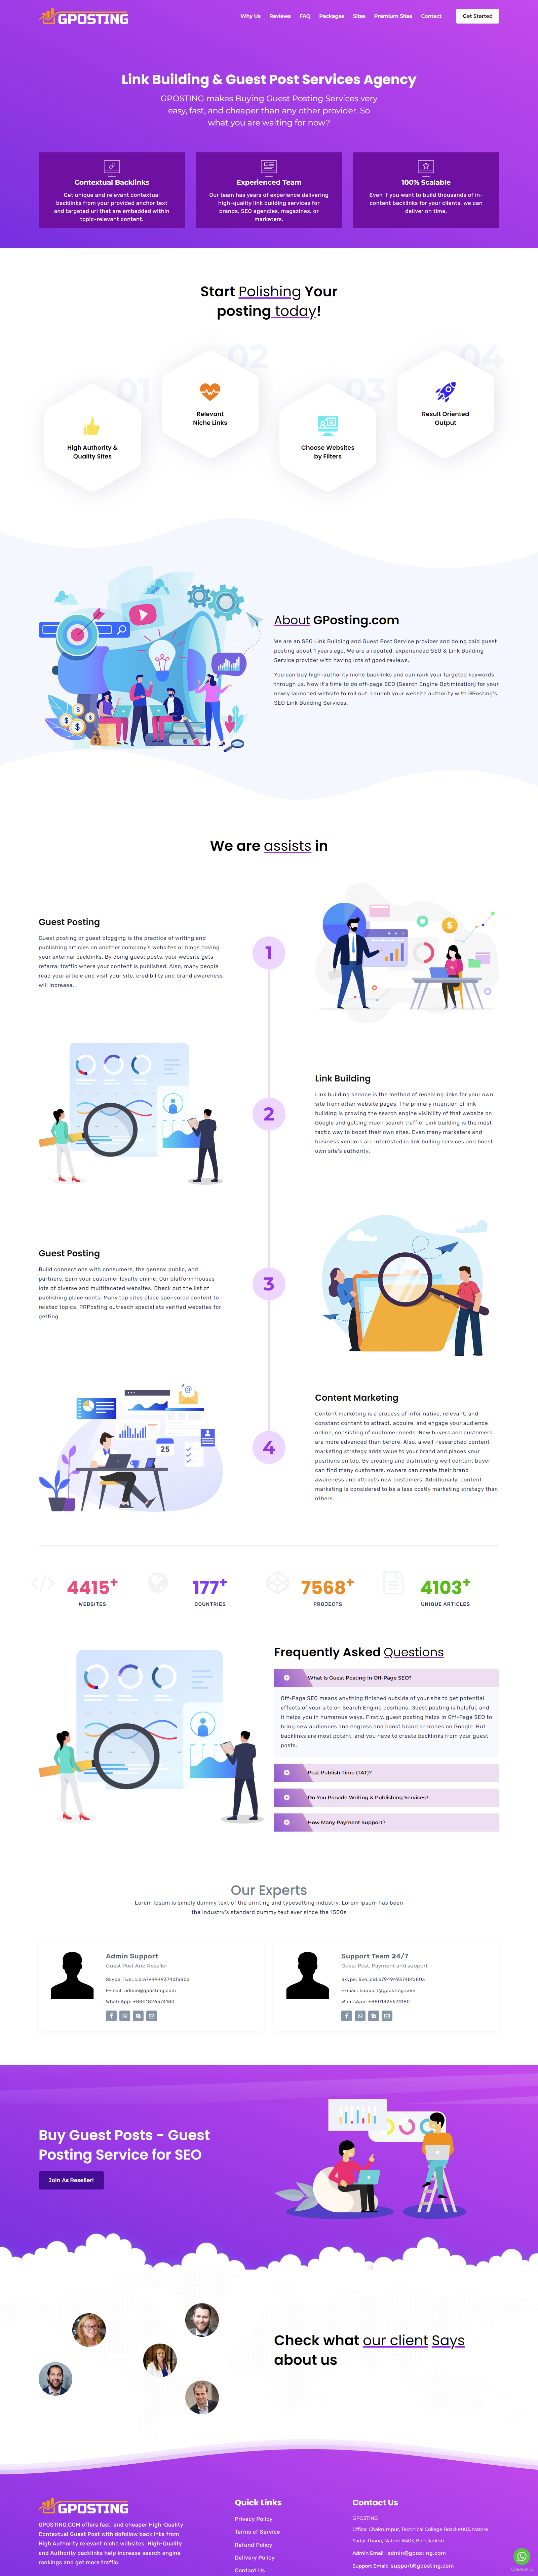 GPOSTING
Why Us Reviews FAQ Packages Sites Premium Sites Contact Get Started
Link Building & Guest Post Services Agency
GPOSTING makes Buying Guest Posting Services very
easy, fast, and cheaper than any other provider. So
what you are waiting for now?
Contextual Backlinks
Get unique and relevant contextual
backlinks from your provided anchor text
and targeted url that are embedded within
topic-relevant content.
Experienced Team
Our team has years of experience delivering
high-quality link building services for
brands, SEO agencies, magazines, or
marketers.
100% Scalable
Even if you want to build thousands of in-
content backlinks for your clients, we can
deliver on time.
Start Polishing Your
posting today!
01
High Authority &
Quality Sites
02
Relevant
Niche Links
03
Choose Websites
by Filters
04
Result Oriented
Output
About GPosting.com
We are an SEO Link Building and Guest Post Service provider and doing paid guest
posting about 1 years ago. We are a reputed, experienced SEO & Link Building
Service provider with having lots of good reviews.
You can buy high-authority niche backlinks and can rank your targeted keywords
through us. Now it's time to do off-page SEO (Search Engine Optimization) for your
newly launched website to roll out. Launch your website authority with GPosting's
SEO Link Building Services.
We are assists in
Guest Posting
Guest posting or guest blogging is the practice of writing and
publishing articles on another company's websites or blogs having
your external backlinks. By doing guest posts, your website gets
referral traffic where your content is published. Also, many people
read your article and visit your site, credibility and brand awareness
will increase.
1
2
Link Building
Link building service is the method of receiving links for your own
site from other website pages. The primary intention of link
building is growing the search engine visibility of that website on
Google and getting much search traffic. Link building is the most
tactic way to boost their own sites. Even many marketers and
business vendors are interested in link builing services and boost
own site's authority.
Guest Posting
Build connections with consumers, the general public, and
partners. Earn your customer loyalty online. Our platform houses
lots of diverse and multifaceted websites. Check out the list of
publishing placements. Many top sites place sponsored content to
related topics. PRPosting outreach specialists verified websites for
getting
3
25
4
Content Marketing
Content marketing is a process of informative, relevant, and
constant content to attract, acquire, and engage your audience
online, consisting of customer needs. Now buyers and customers
are more advanced than before. Also, a well-researched content
marketing strategy adds value to your brand and places your
positions on top. By creating and distributing well content buyer
can find many customers, owners can create their brand
awareness and attracts new customers. Additionally, content
marketing is considered to be a less costly marketing strategy than
others.
4415+
WEBSITES
177+
COUNTRIES
7568+
PROJECTS
4103+
UNIQUE ARTICLES
Frequently Asked Questions
What Is Guest Posting In Off-Page SEO?
Off-Page SEO means anything finished outside of your site to get potential
effects of your site on Search Engine positions. Guest posting is helpful, and
it helps you in numerous ways. Firstly, guest posting helps in Off-Page SEO to
bring new audiences and engross and boost brand searches on Google. But
backlinks are most potent, and you have to create backlinks from your guest
posts.
Post Publish Time (TAT)?
Do You Provide Writing & Publishing Services?
How Many Payment Support?
Our Experts
Lorem Ipsum is simply dummy text of the printing and typesetting industry. Lorem Ipsum has been
the industry's standard dummy text ever since the 1500s
Admin Support
Guest Post And Reseller
Skype: live:.cid.e794949374bfa80a
E-mail: admin@gposting.com
WhatsApp: +8801826574180
Support Team 24/7
Guest Post, Payment and support
Skype: live:.cid.e794949374bfa80a
E-mail: support@gposting.com
WhatsApp: +8801826574180
Buy Guest Posts - Guest
Posting Service for SEO
Join As Reseller!
Check what our client Says
about us
GPOSTING
GPOSTING.COM offers fast, and cheaper High-Quality
Contextual Guest Post with dofollow backlinks from
High Authority relevant niche websites. High-Quality
and Authority backlinks help increase search engine
rankings and get more traffic.
Quick Links
Privacy Policy
Terms of Service
Refund Policy
Delivery Policy
Contact Us
Contact Us
GPOSTING
Office: Chakrumpur, Technical College Road-#1013, Natore
Sadar Thana, Natore-6403, Bangladesh.
Admin Email: admin@gposting.com
Support Email: support@gposting.com